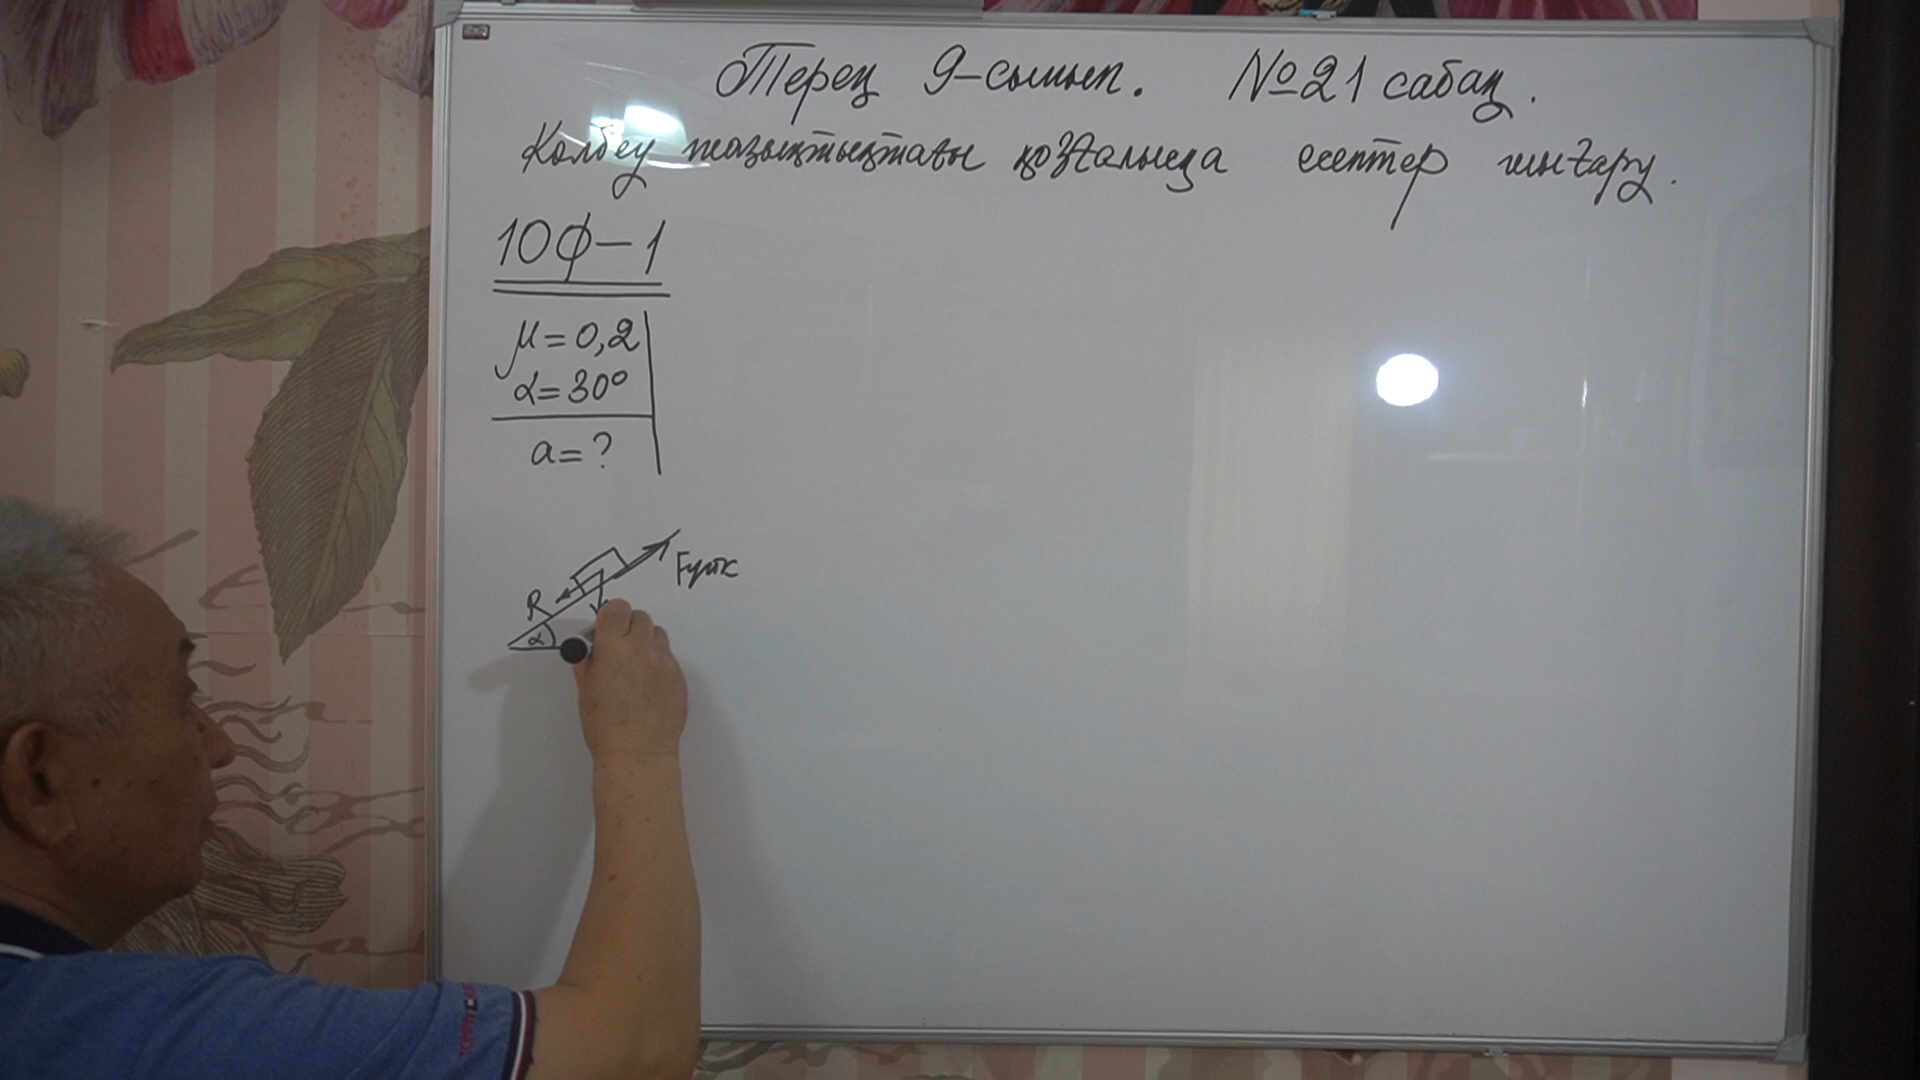 Терең 9-сынып. №21 сабақ.
Көлбеу жазықтықтағы қозғалысқа есептер шығару.
10Ф-1
μ=0,2
α=30°
a=?
Fүйк
R
α